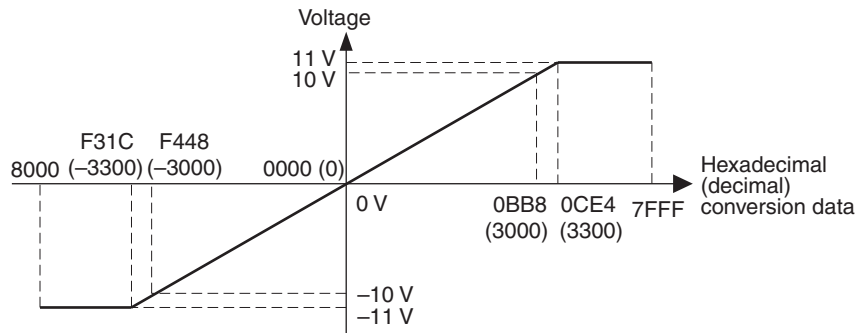 Voltage
11 V
10 V
F31C F448
8000 (–3300) (–3000) 0000 (0)
Hexadecimal
(decimal)
conversion data
0 V 0BB8 0CE4 7FFF
(3000) (3300)
–10 V
–11 V